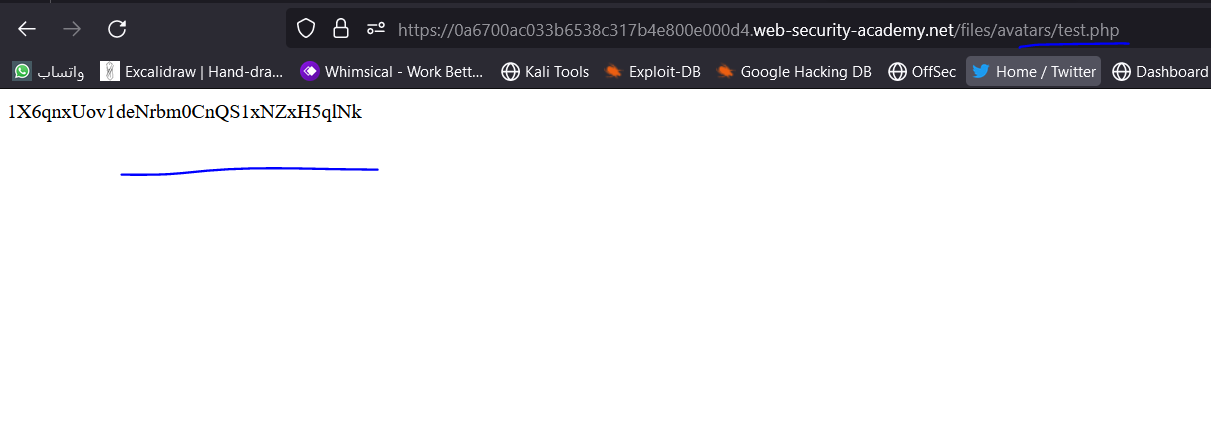 https://0a6700ac033b6538c317b4e800e000d4.web-security-academy.net/files/avatars/test.php
واتساب Excalidraw | Hand-dra... Whimsical - Work Bett... Kali Tools Exploit-DB Google Hacking DB OffSec Home / Twitter Dashboard
1X6qnxUov1deNrbm0CnQS1xNZxH5qlNk